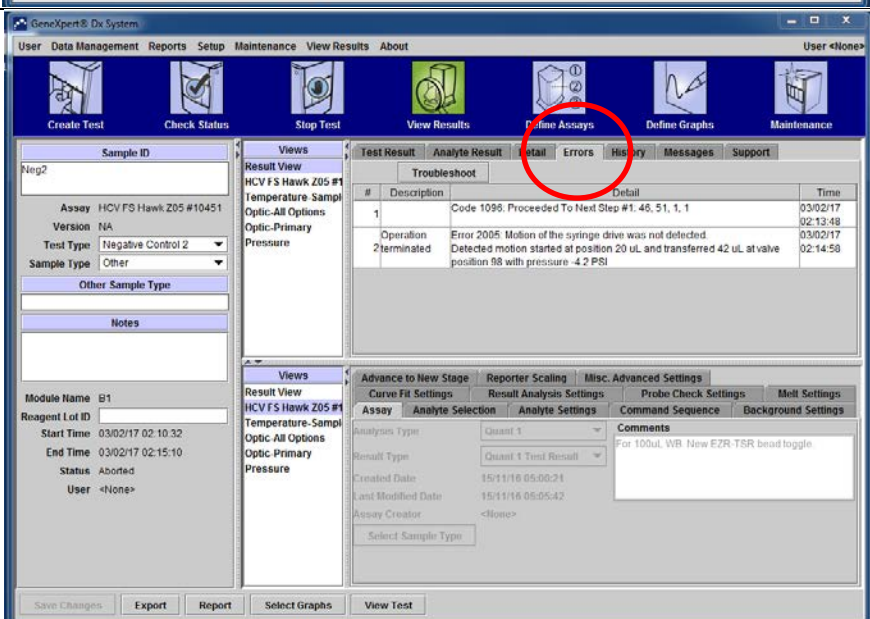 GeneXpert® Dx System
User Data Management Reports Setup Maintenance View Results About User <None>
Create Test Check Status Stop Test View Results Define Assays Define Graphs Maintenance
Sample ID
Neg2
Assay HCV FS Hawk Z05 #10451
Version NA
Test Type Negative Control 2
Sample Type Other
Other Sample Type
Notes
Module Name B1
Reagent Lot ID
Start Time 03/02/17 02:10:32
End Time 03/02/17 02:15:10
Status Aborted
User <None>
Views
Result View
HCV FS Hawk Z05 #1
Temperature-Sampl
Optic-All Options
Optic-Primary
Pressure
Test Result Analyte Result Detail Errors History Messages Support
Troubleshoot
# Description Detail Time
1 Code 1096: Proceeded To Next Step #1: 46, 51, 1, 1 03/02/17
02:13:48
Operation Error 2005: Motion of the syringe drive was not detected. 03/02/17
2 terminated Detected motion started at position 20 uL and transferred 42 uL at valve 02:14:58
position 98 with pressure -4.2 PSI
Views
Result View
HCV FS Hawk Z05 #1
Temperature-Sampl
Optic-All Options
Optic-Primary
Pressure
Advance to New Stage Reporter Scaling Misc. Advanced Settings
Curve Fit Settings Result Analysis Settings Probe Check Settings Melt Settings
Assay Analyte Selection Analyte Settings Command Sequence Background Settings
Analysis Type Quant 1
Result Type Quant 1 Test Result
Created Date 15/11/16 05:00:21
Last Modified Date 15/11/16 05:05:42
Assay Creator <None>
Select Sample Type
Comments
For 100uL WB. New EZR-TSR bead toggle.
Save Changes Export Report Select Graphs View Test